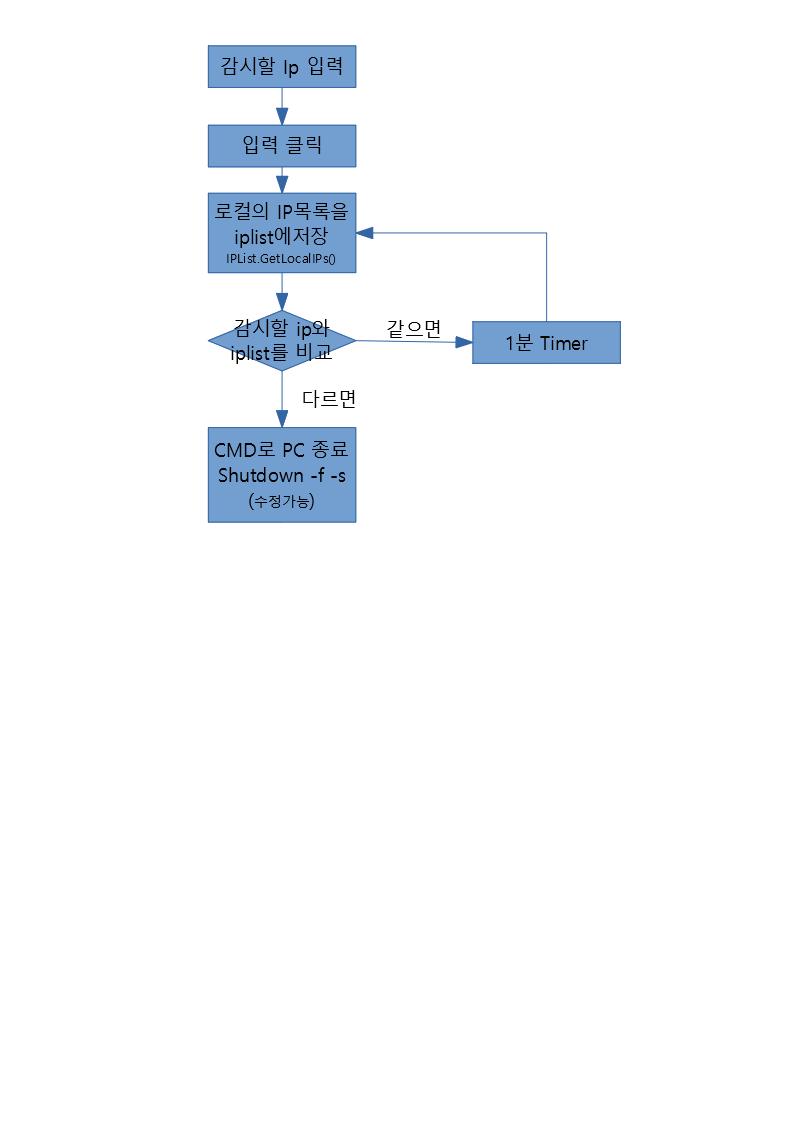 감시할 Ip 입력
입력 클릭
로컬의 IP목록을
iplist에저장
IPList.GetLocalIPs()
감시할 ip와
iplist를 비교
같으면
1분 Timer
다르면
CMD로 PC 종료
Shutdown -f -s
(수정가능)